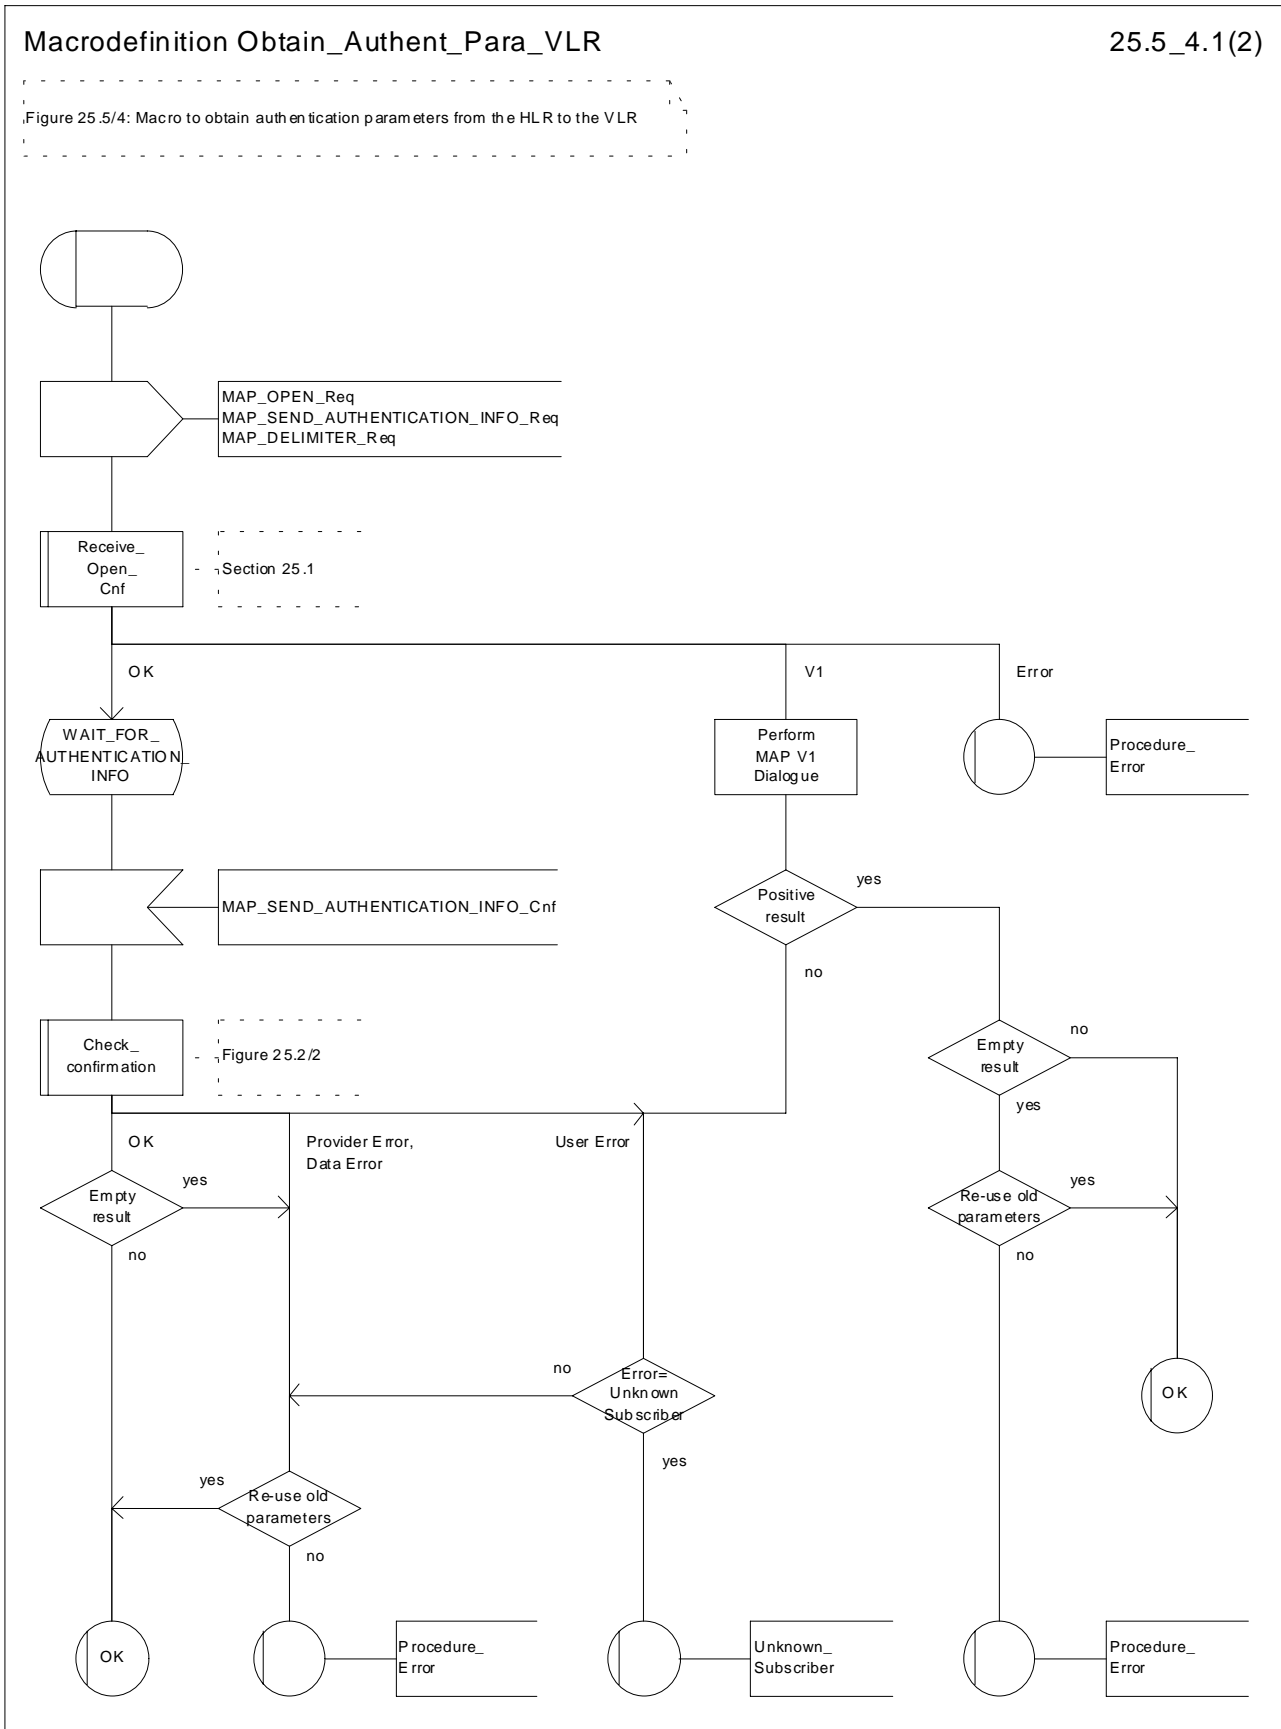 Macrodefinition Obtain_Authent_Para_VLR
25.5_4.1(2)
Figure 25.5/4: Macro to obtain authentication parameters from the HLR to the VLR
MAP_OPEN_Req
MAP_SEND_AUTHENTICATION_INFO_Req
MAP_DELIMITER_Req
Receive_
Open_
Cnf
Section 25.1
OK
V1
Error
WAIT_FOR_
AUTHENTICATION_
INFO
Perform
MAP V1
Dialogue
Procedure_
Error
MAP_SEND_AUTHENTICATION_INFO_Cnf
Positive
result
yes
no
Check_
confirmation
Figure 25.2/2
Empty
result
no
yes
OK
Provider Error,
Data Error
User Error
Empty
result
yes
no
Re-use old
parameters
yes
no
Error=
Unknown
Subscriber
no
yes
OK
Re-use old
parameters
yes
no
OK
Procedure_
Error
Unknown_
Subscriber
Procedure_
Error